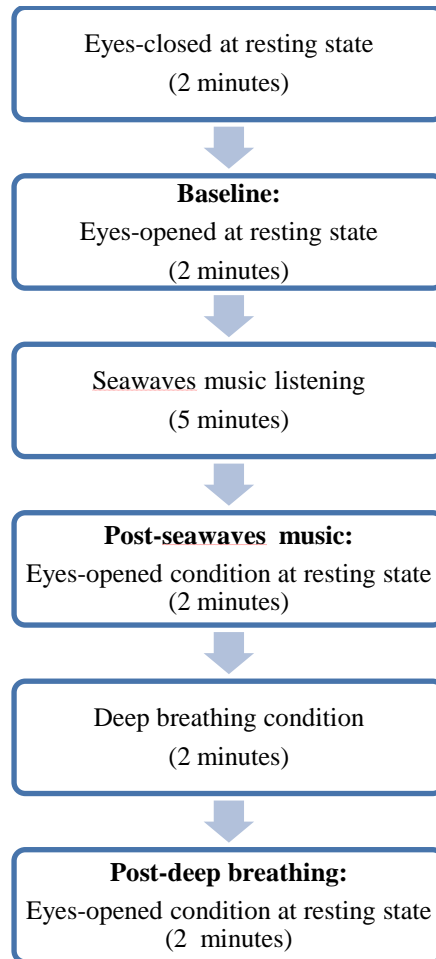 Eyes-closed at resting state
(2 minutes)
Baseline:
Eyes-opened at resting state
(2 minutes)
Seawaves music listening
(5 minutes)
Post-seawaves music:
Eyes-opened condition at resting state
(2 minutes)
Deep breathing condition
(2 minutes)
Post-deep breathing:
Eyes-opened condition at resting state
(2 minutes)